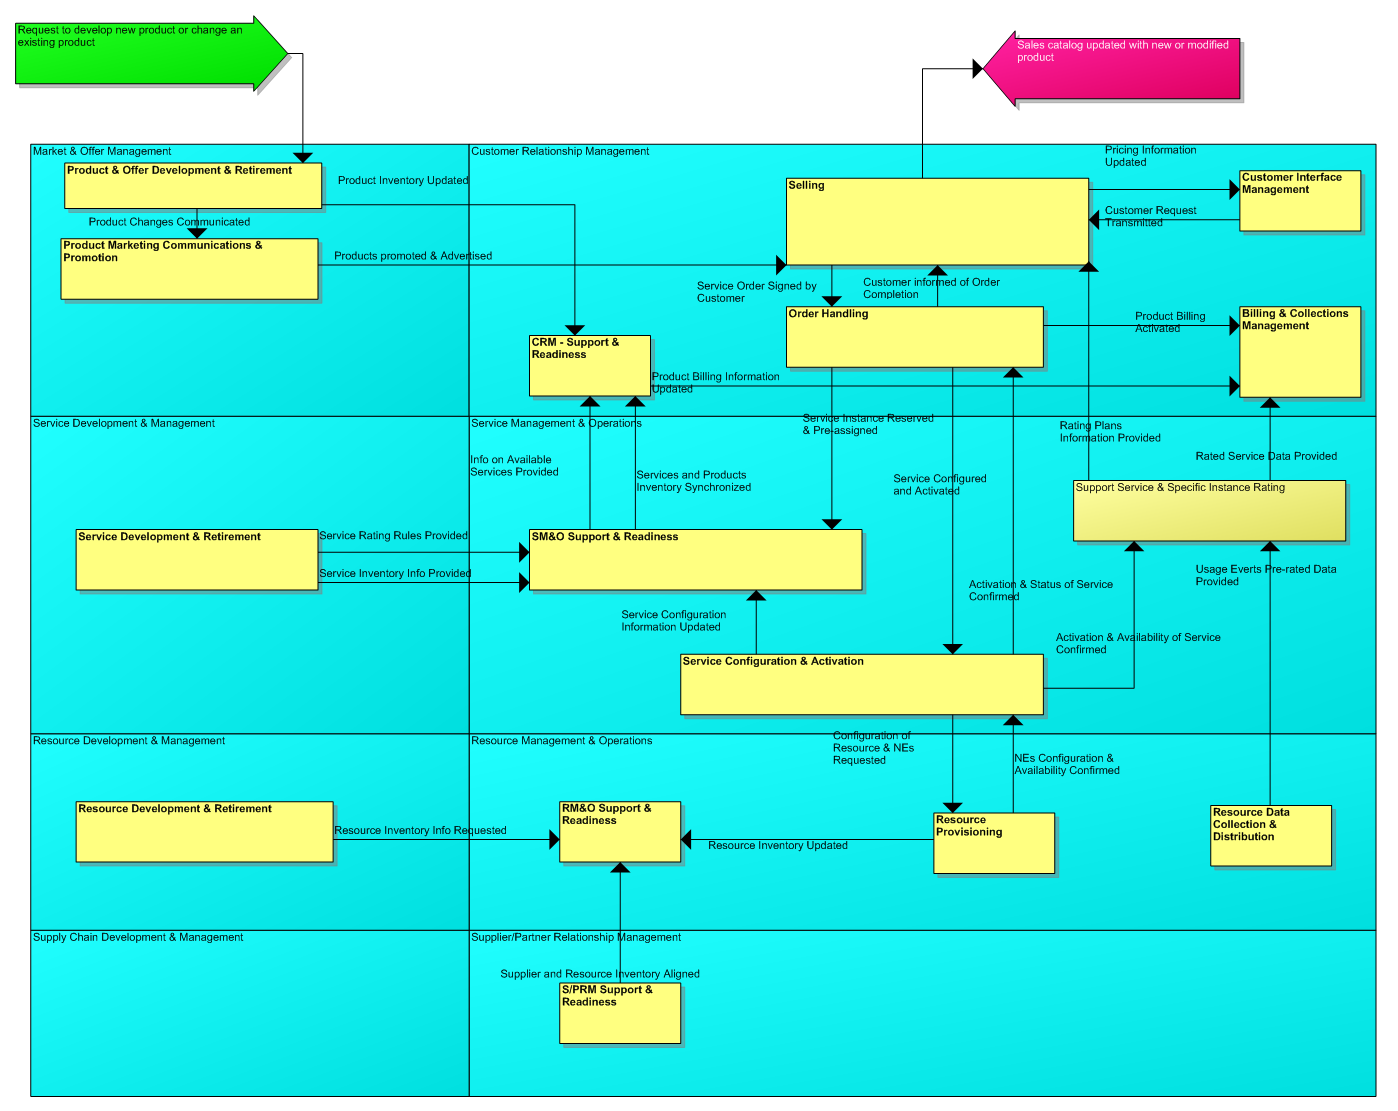 Request to develop new product or change an
existing product
Sales catalog updated with new or modified
product
Market & Offer Management
Customer Relationship Management
Product & Offer Development & Retirement
Product Inventory Updated
Product Changes Communicated
Product Marketing Communications &
Promotion
Products promoted & Advertised
Selling
Pricing Information
Updated
Customer Interface
Management
Customer Request
Transmitted
Service Order Signed by
Customer
Customer informed of Order
Completion
Order Handling
Product Billing
Activated
Billing & Collections
Management
CRM - Support &
Readiness
Product Billing Information
Updated
Service Development & Management
Service Management & Operations
Service Instance Reserved
& Pre-assigned
Rating Plans
Information Provided
Rated Service Data Provided
Info on Available
Services Provided
Services and Products
Inventory Synchronized
Service Configured
and Activated
Support Service & Specific Instance Rating
Service Development & Retirement
Service Rating Rules Provided
Service Inventory Info Provided
SM&O Support & Readiness
Usage Everts Pre-rated Data
Provided
Activation & Status of Service
Confirmed
Service Configuration
Information Updated
Activation & Availability of Service
Confirmed
Service Configuration & Activation
Resource Development & Management
Resource Management & Operations
Configuration of
Resource & NEs
Requested
NEs Configuration &
Availability Confirmed
Resource Development & Retirement
Resource Inventory Info Requested
RM&O Support &
Readiness
Resource Inventory Updated
Resource
Provisioning
Resource Data
Collection &
Distribution
Supply Chain Development & Management
Supplier/Partner Relationship Management
Supplier and Resource Inventory Aligned
S/PRM Support &
Readiness